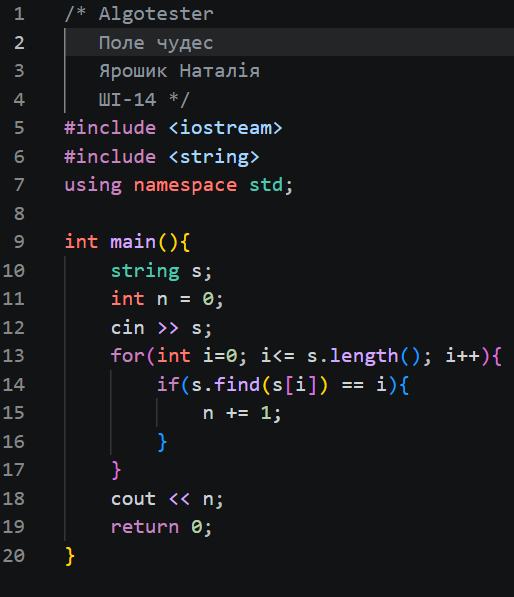 1 /* Algotester
2 Поле чудес
3 Ярошик Наталія
4 ШІ-14 */
5 #include <iostream>
6 #include <string>
7 using namespace std;
8
9 int main(){
10 string s;
11 int n = 0;
12 cin >> s;
13 for(int i=0; i<= s.length(); i++){
14 if(s.find(s[i]) == i){
15 n += 1;
16 }
17 }
18 cout << n;
19 return 0;
20 }